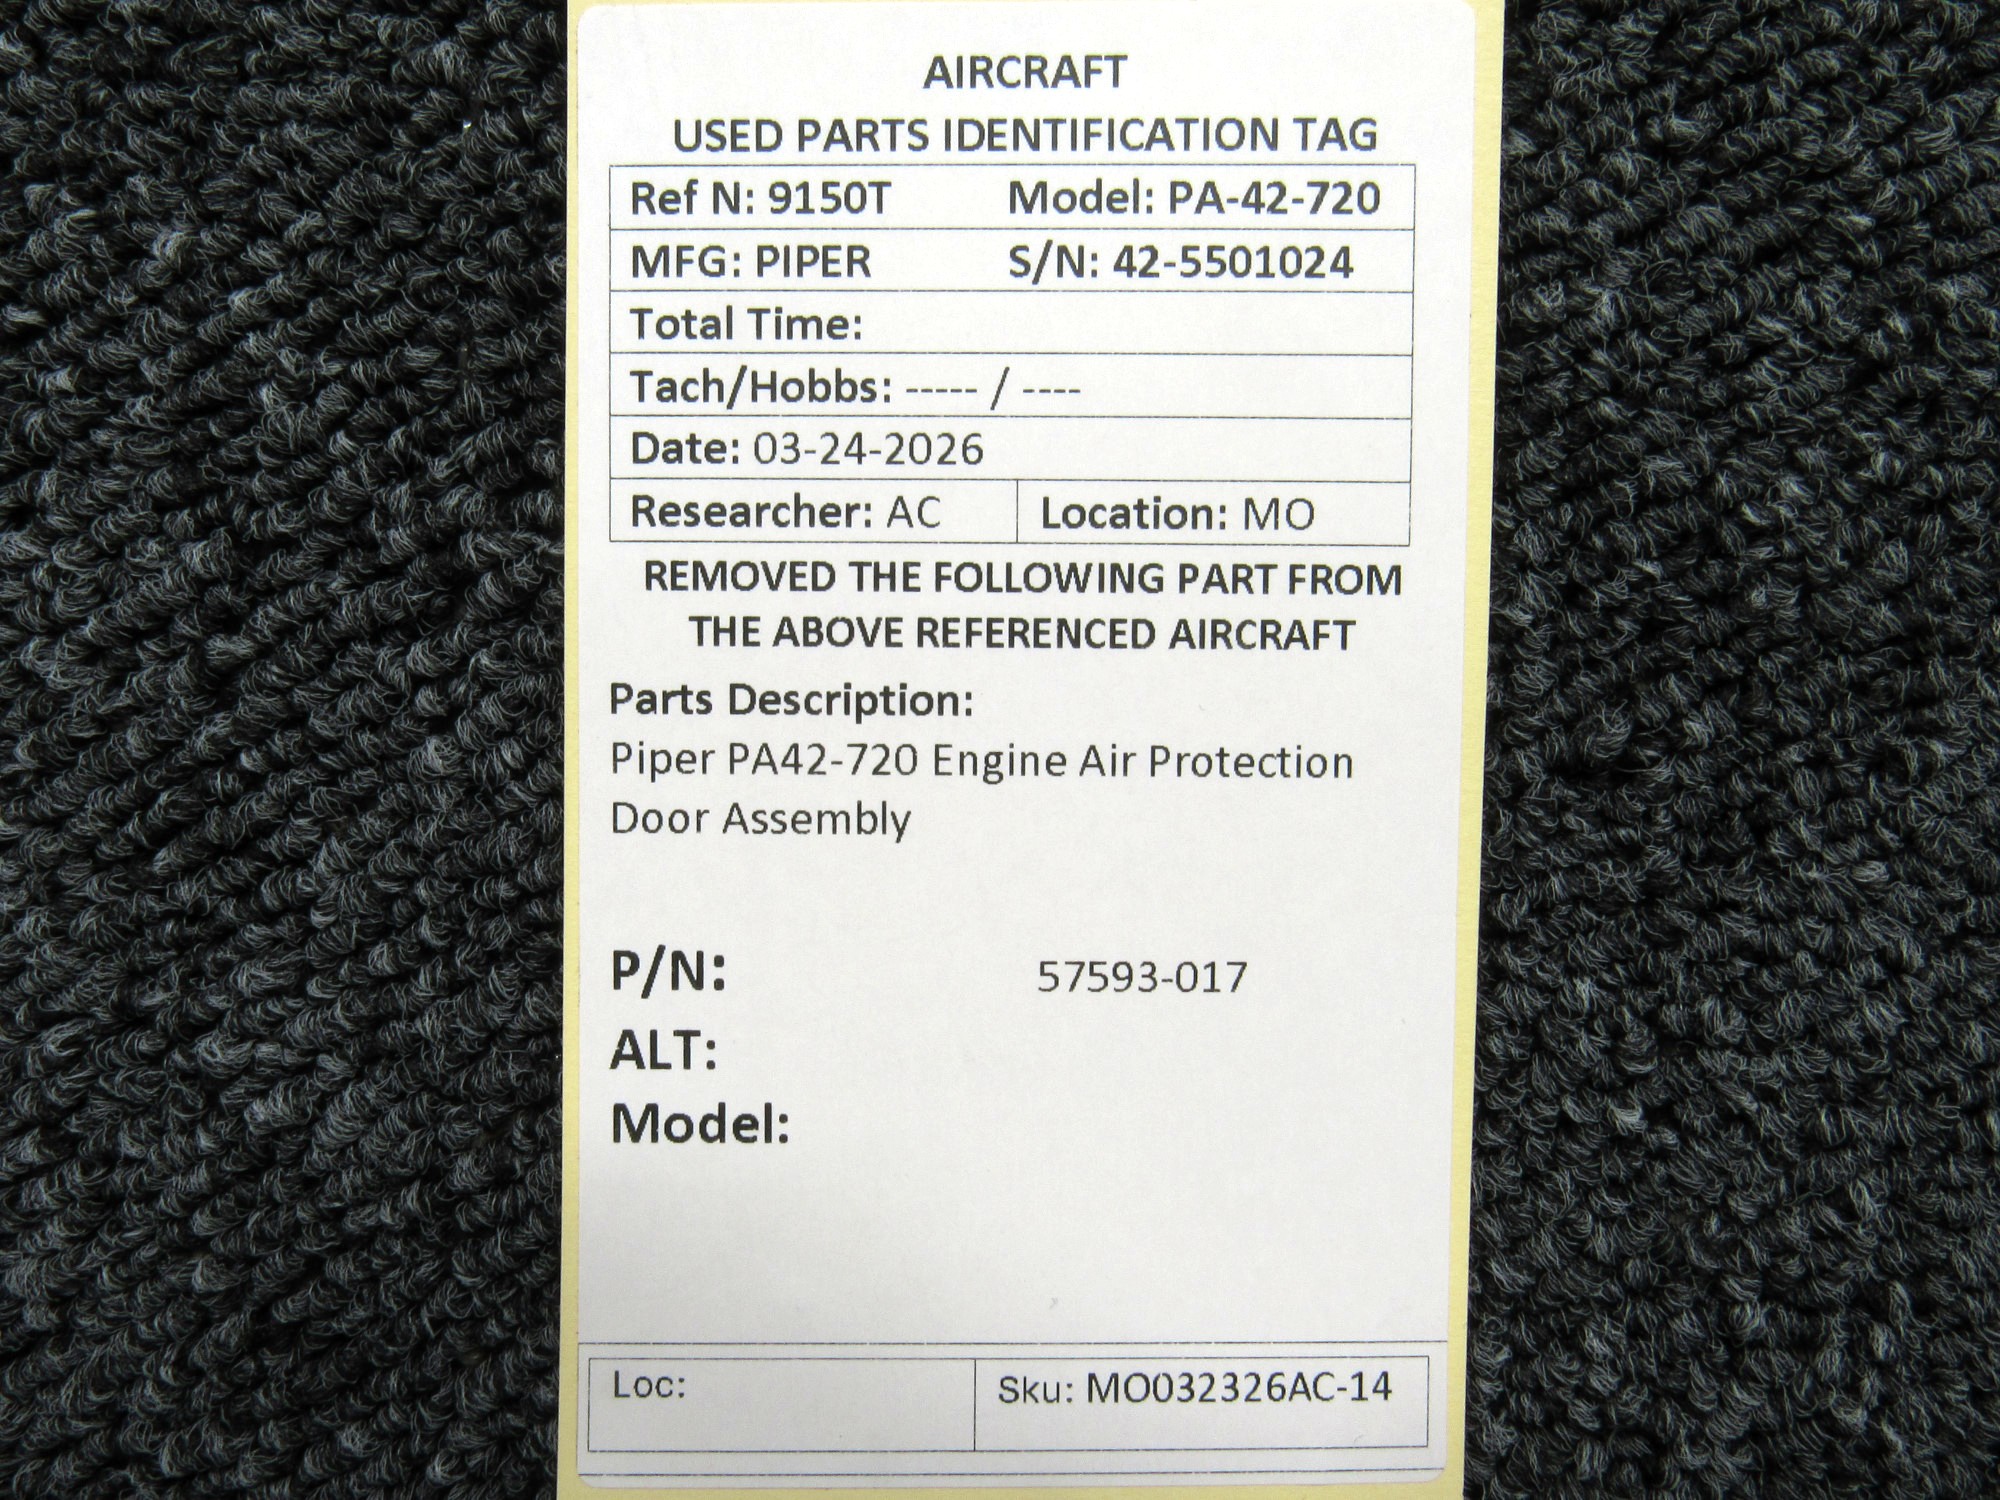 AIRCRAFT
USED PARTS IDENTIFICATION TAG
Ref N: 9150T Model: PA-42-720
MFG: PIPER S/N: 42-5501024
Total Time:
Tach/Hobbs: ----- / ----
Date: 03-24-2026
Researcher: AC Location: MO
REMOVED THE FOLLOWING PART FROM
THE ABOVE REFERENCED AIRCRAFT
Parts Description:
Piper PA42-720 Engine Air Protection
Door Assembly
P/N: 57593-017
ALT:
Model:
Loc: Sku: MO032326AC-14